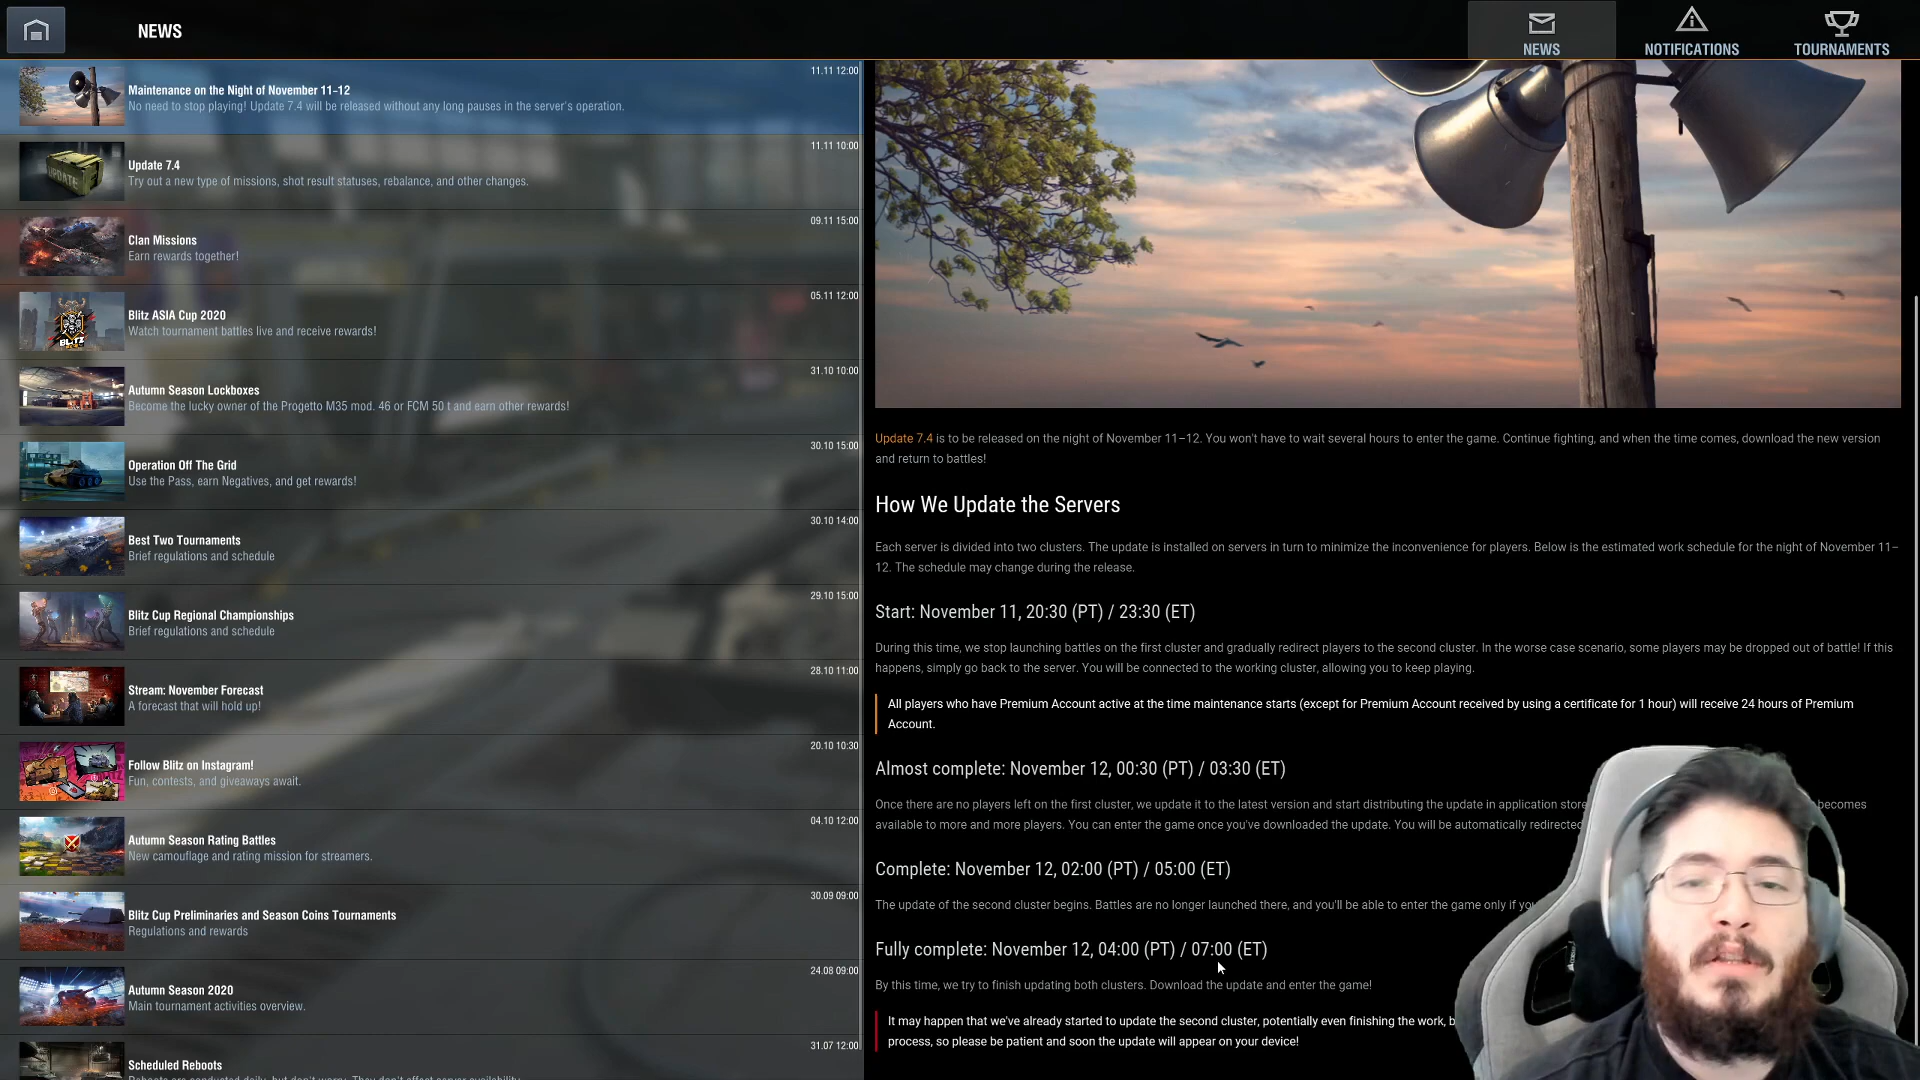 NEWS
NEWS
NOTIFICATIONS
TOURNAMENTS
11.11 12:00
Maintenance on the Night of November 11–12
No need to stop playing! Update 7.4 will be released without any long pauses in the server's operation.
11.11 10:00
Update 7.4
Try out a new type of missions, shot result statuses, rebalance, and other changes.
UPDATE
09.11 15:00
Clan Missions
Earn rewards together!
05.11 12:00
Blitz ASIA Cup 2020
Watch tournament battles live and receive rewards!
BLITZ
31.10 10:00
Autumn Season Lockboxes
Become the lucky owner of the Progetto M35 mod. 46 or FCM 50 t and earn other rewards!
30.10 15:00
Operation Off The Grid
Use the Pass, earn Negatives, and get rewards!
30.10 14:00
Best Two Tournaments
Brief regulations and schedule
29.10 15:00
Blitz Cup Regional Championships
Brief regulations and schedule
28.10 11:00
Stream: November Forecast
A forecast that will hold up!
20.10 10:30
Follow Blitz on Instagram!
Fun, contests, and giveaways await.
04.10 12:00
Autumn Season Rating Battles
New camouflage and rating mission for streamers.
30.09 09:00
Blitz Cup Preliminaries and Season Coins Tournaments
Regulations and rewards
24.08 09:00
Autumn Season 2020
Main tournament activities overview.
31.07 12:00
Scheduled Reboots
Reboots are conducted daily, but don't worry. They don't affect server availability.
Update 7.4 is to be released on the night of November 11–12. You won't have to wait several hours to enter the game. Continue fighting, and when the time comes, download the new version
and return to battles!
How We Update the Servers
Each server is divided into two clusters. The update is installed on servers in turn to minimize the inconvenience for players. Below is the estimated work schedule for the night of November 11–
12. The schedule may change during the release.
Start: November 11, 20:30 (PT) / 23:30 (ET)
During this time, we stop launching battles on the first cluster and gradually redirect players to the second cluster. In the worse case scenario, some players may be dropped out of battle! If this
happens, simply go back to the server. You will be connected to the working cluster, allowing you to keep playing.
All players who have Premium Account active at the time maintenance starts (except for Premium Account received by using a certificate for 1 hour) will receive 24 hours of Premium
Account.
Almost complete: November 12, 00:30 (PT) / 03:30 (ET)
Once there are no players left on the first cluster, we update it to the latest version and start distributing the update in application store becomes
available to more and more players. You can enter the game once you've downloaded the update. You will be automatically redirected
Complete: November 12, 02:00 (PT) / 05:00 (ET)
The update of the second cluster begins. Battles are no longer launched there, and you'll be able to enter the game only if you
Fully complete: November 12, 04:00 (PT) / 07:00 (ET)
By this time, we try to finish updating both clusters. Download the update and enter the game!
It may happen that we've already started to update the second cluster, potentially even finishing the work, b
process, so please be patient and soon the update will appear on your device!